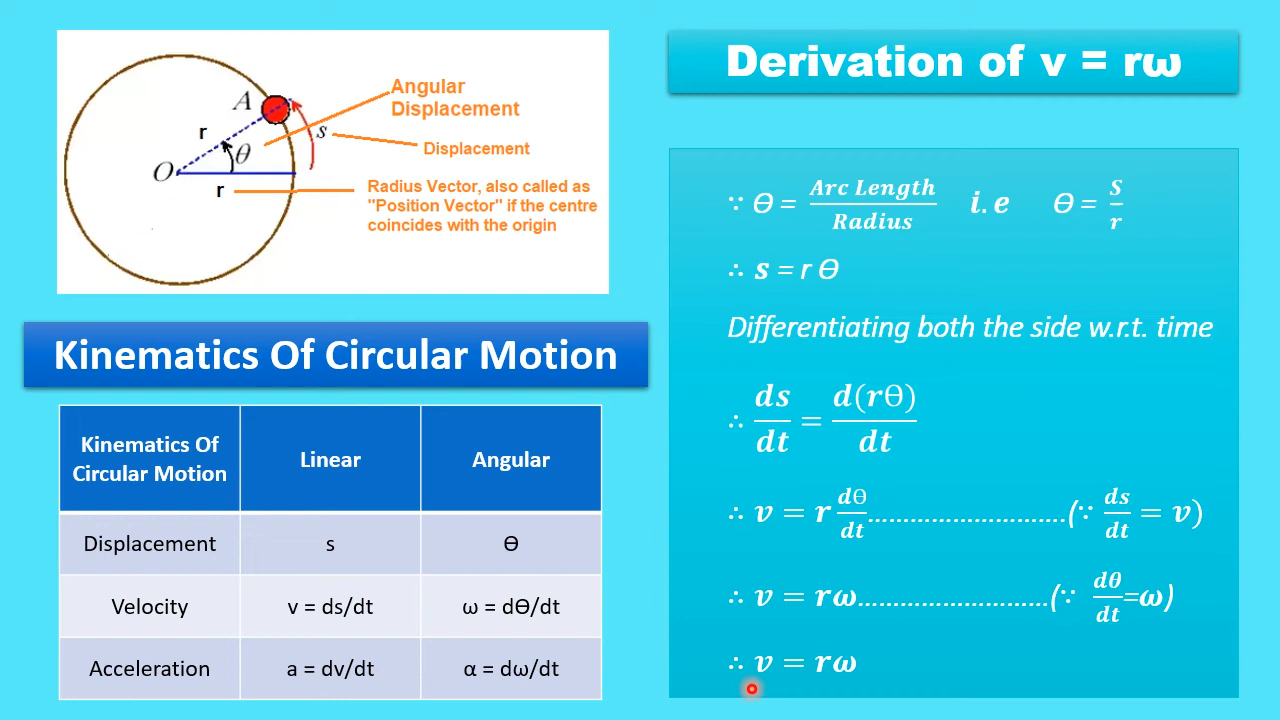 A
r
θ
s
O
r
Angular
Displacement
Displacement
Radius Vector, also called as
"Position Vector" if the centre
coincides with the origin
Kinematics Of Circular Motion
Kinematics Of Circular Motion	Linear	Angular
Displacement	s	ϴ
Velocity	v = ds/dt	ω = dϴ/dt
Acceleration	a = dv/dt	α = dω/dt
Derivation of v = rω
∵ ϴ = Arc Length/Radius i.e ϴ = S/r
∴ s = r ϴ
Differentiating both the side w.r.t. time
∴ ds/dt = d(rϴ)/dt
∴ v = r dϴ/dt ............................(∵ ds/dt = v)
∴ v = rω...........................(∵ dθ/dt=ω)
∴ v = rω